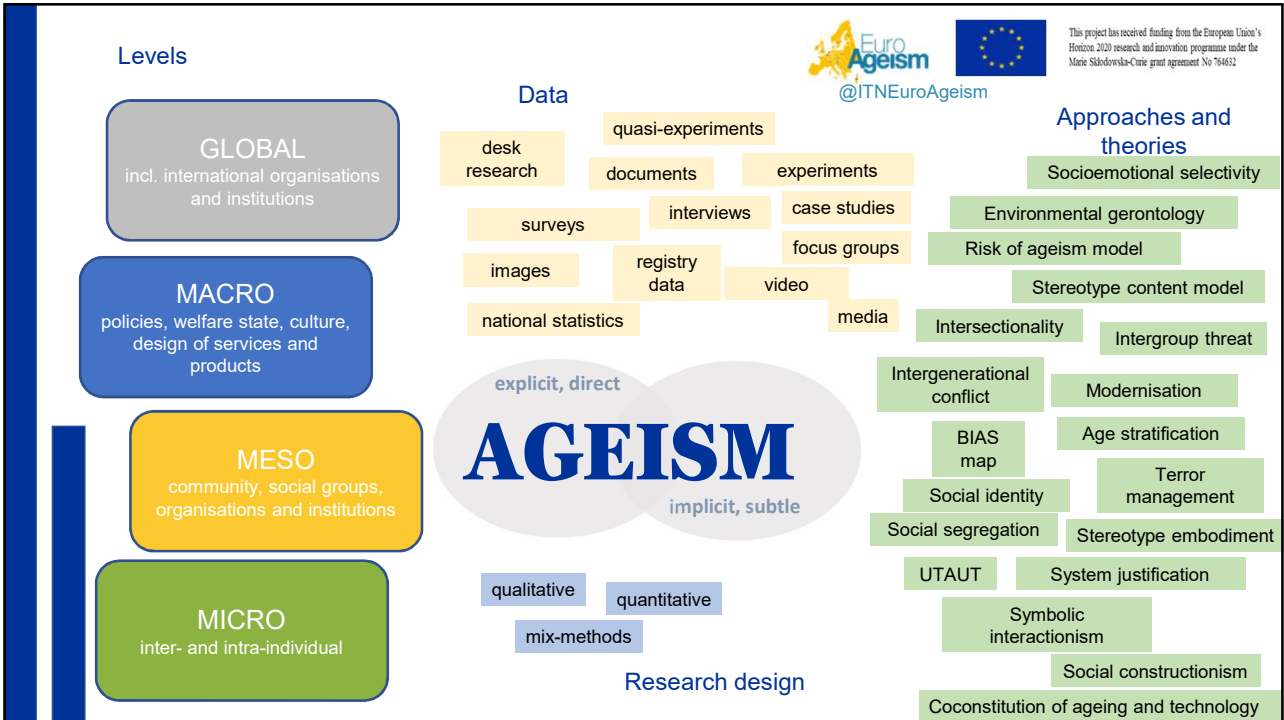 Levels
GLOBAL
incl. international organisations
and institutions
MACRO
policies, welfare state, culture,
design of services and
products
MESO
community, social groups,
organisations and institutions
MICRO
inter- and intra-individual
Data
desk
research
quasi-experiments
documents
experiments
surveys
interviews
case studies
focus groups
images
registry
data
video
national statistics
media
explicit, direct
AGEISM
implicit, subtle
qualitative
quantitative
mix-methods
Research design
Euro
Ageism
@ITNEuroAgeism
This project has received funding from the European Union's
Horizon 2020 research and innovation programme under the
Marie Skłodowska-Curie grant agreement No 764632
Approaches and
theories
Socioemotional selectivity
Environmental gerontology
Risk of ageism model
Stereotype content model
Intersectionality
Intergroup threat
Intergenerational
conflict
Modernisation
BIAS
map
Age stratification
Terror
management
Social identity
Social segregation
Stereotype embodiment
UTAUT
System justification
Symbolic
interactionism
Social constructionism
Coconstitution of ageing and technology